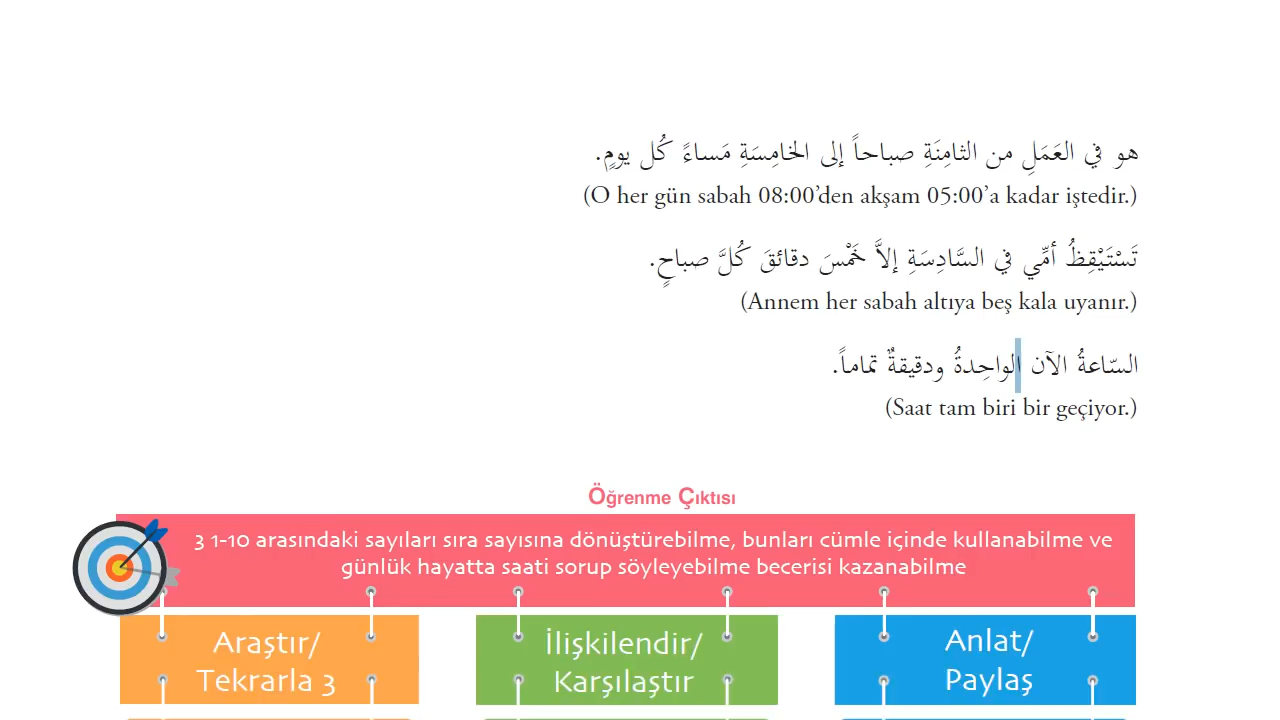 هو في العَمَلِ من الثامِنَةِ صباحاً إلى الخامِسَةِ مَساءً كُل يومٍ.
(O her gün sabah 08:00’den akşam 05:00’a kadar iştedir.)
تَسْتَيْقِظُ أمِّي في السَّادِسَةِ إلاَّ خَمْسَ دقائقَ كُلَّ صباحٍ.
(Annem her sabah altıya beş kala uyanır.)
السّاعةُ الآن الواحِدةُ ودقيقةٌ تماماً.
(Saat tam biri bir geçiyor.)
Öğrenme Çıktısı
3 1-10 arasındaki sayıları sıra sayısına dönüştürebilme, bunları cümle içinde kullanabilme ve
günlük hayatta saati sorup söyleyebilme becerisi kazanabilme
Araştır/
Tekrarla 3
İlişkilendir/
Karşılaştır
Anlat/
Paylaş